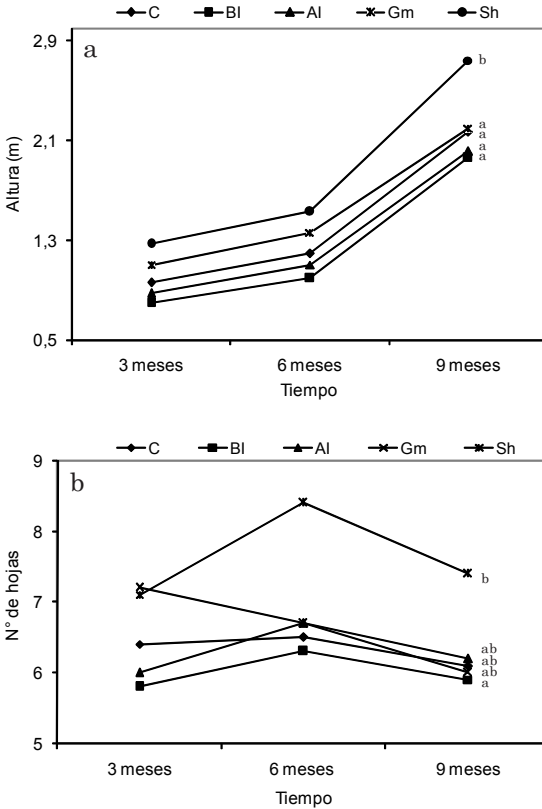 C BI AI Gm Sh
a
2,9
2,1
1,3
0,5
Altura (m)
b
a
a
a
a
3 meses 6 meses 9 meses
Tiempo
C BI AI Gm Sh
b
9
8
7
6
5
N° de hojas
b
ab
ab
ab
a
3 meses 6 meses 9 meses
Tiempo